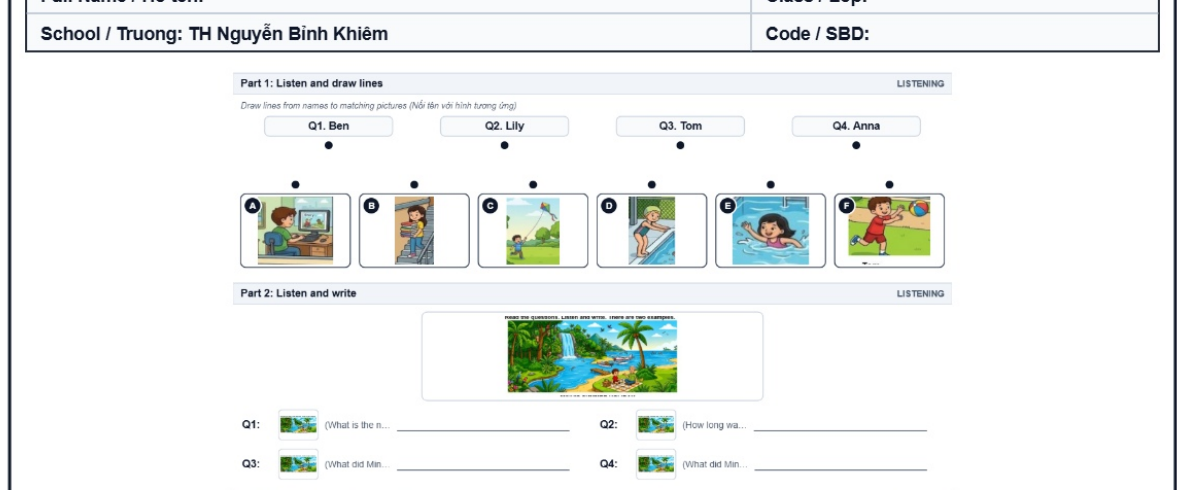 School / Truong: TH Nguyễn Bỉnh Khiêm
Code / SBD:
Part 1: Listen and draw lines
LISTENING
Draw lines from names to matching pictures (Nối tên với hình tương ứng)
Q1. Ben
Q2. Lily
Q3. Tom
Q4. Anna
A
B
C
D
E
F
Part 2: Listen and write
LISTENING
Read the questions. Listen and write. There are two examples.
Q1:
(What is the n...
Q2:
(How long wa...
Q3:
(What did Min...
Q4:
(What did Min...